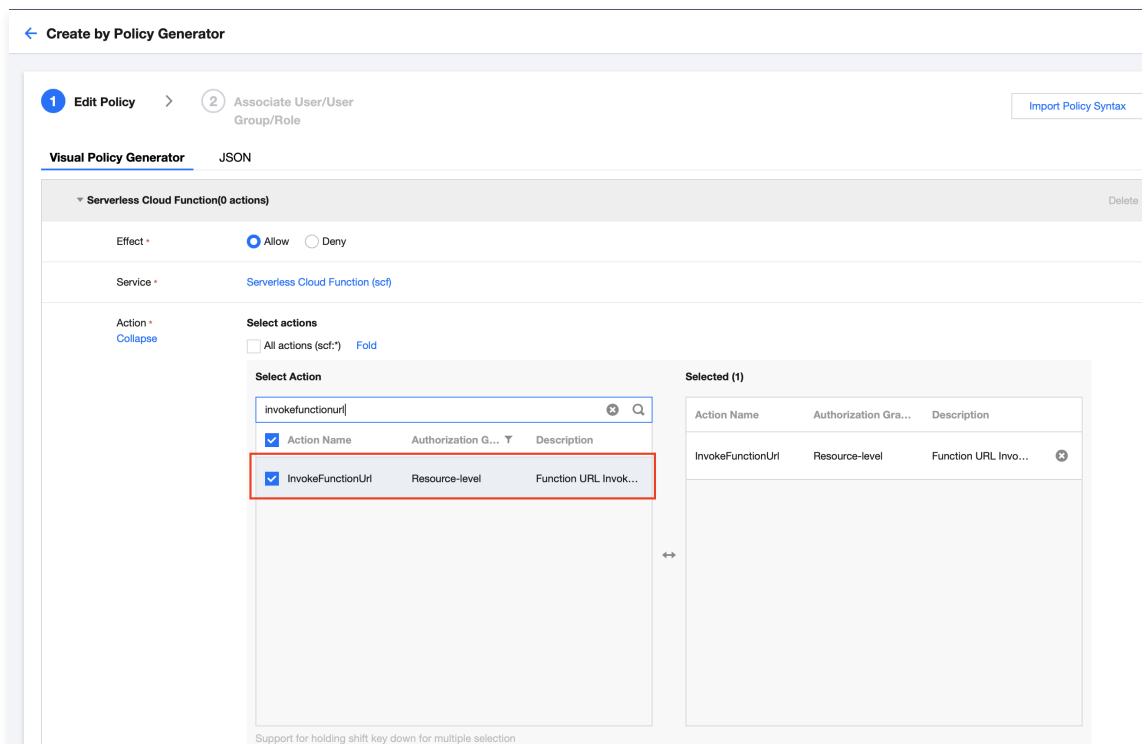 Create by Policy Generator
1 Edit Policy
2 Associate User/User
Group/Role
Import Policy Syntax
Visual Policy Generator JSON
Serverless Cloud Function(0 actions) Delete
Effect * Allow Deny
Service * Serverless Cloud Function (scf)
Action * Select actions
Collapse All actions (scf:*) Fold
Select Action Selected (1)
invokefunctionurl
Action Name Authorization Gra... Description
Action Name Authorization G... Description
InvokeFunctionUrl Resource-level Function URL Invo...
InvokeFunctionUrl Resource-level Function URL Invok...
Support for holding shift key down for multiple selection